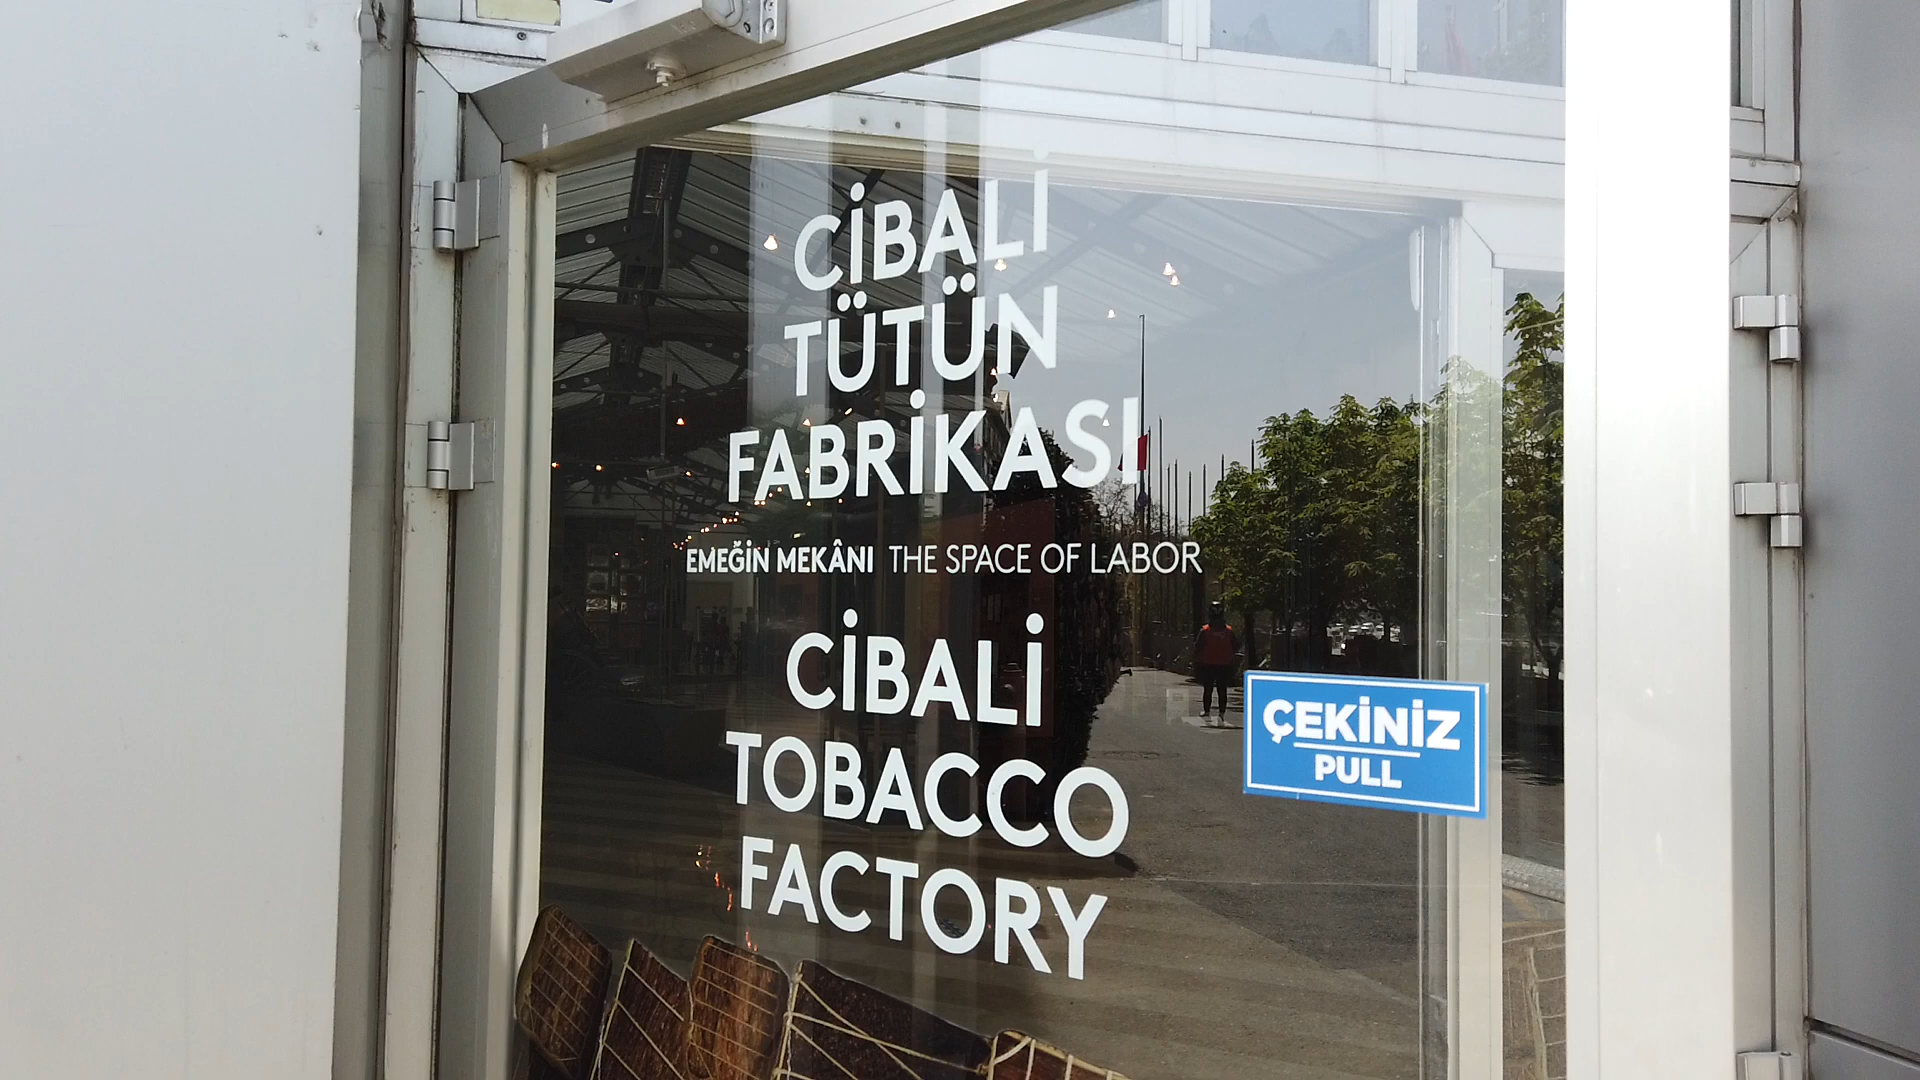 CİBALİ
TÜTÜN
FABRİKASI
EMEĞİN MEKÂNI THE SPACE OF LABOR
CİBALİ
TOBACCO
FACTORY
ÇEKİNİZ
PULL